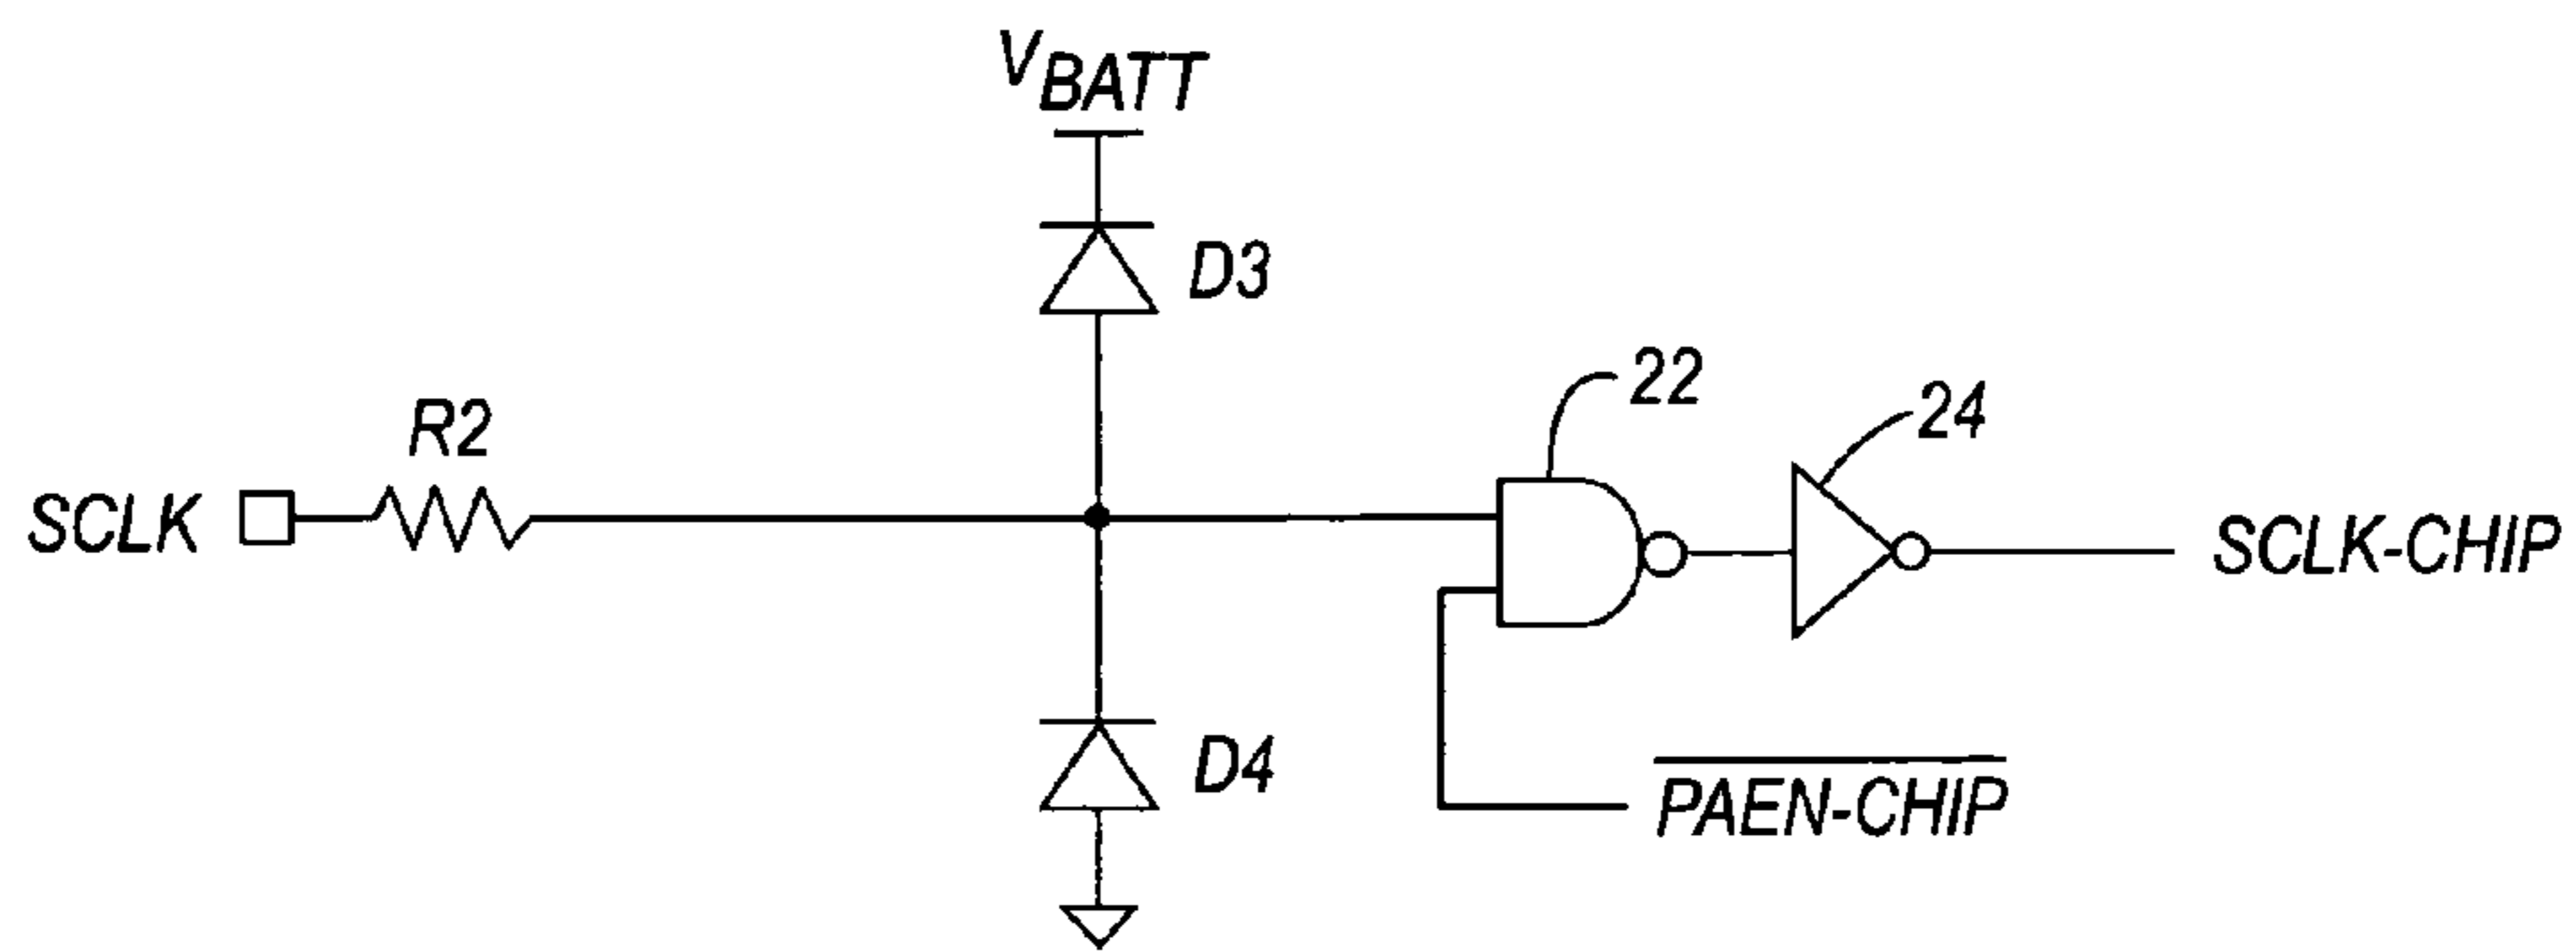 VBATT
D3
22
24
R2
SCLK
SCLK-CHIP
D4
PAEN-CHIP